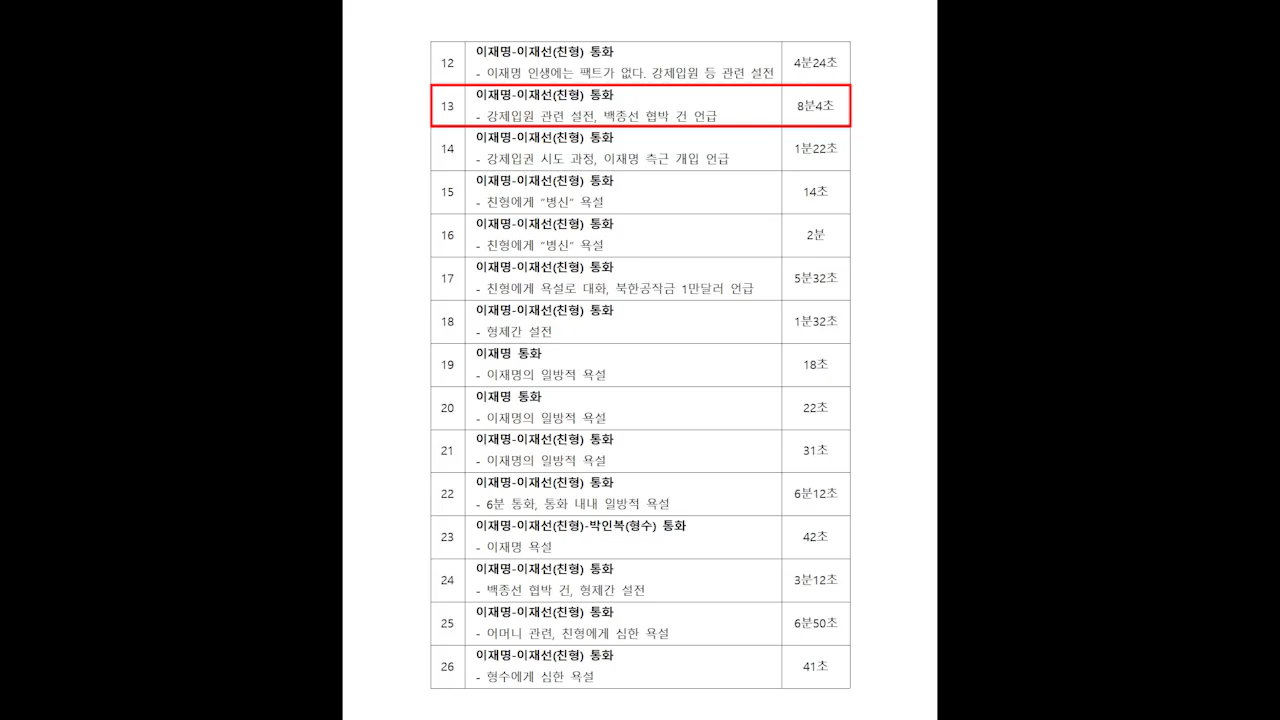 12
이재명-이재선(친형) 통화
- 이재명 인생에는 팩트가 없다. 강제입원 등 관련 설전
4분24초
13
이재명-이재선(친형) 통화
- 강제입원 관련 설전, 백종선 협박 건 언급
8분4초
14
이재명-이재선(친형) 통화
- 강제입권 시도 과정, 이재명 측근 개입 언급
1분22초
15
이재명-이재선(친형) 통화
- 친형에게 "병신" 욕설
14초
16
이재명-이재선(친형) 통화
- 친형에게 "병신" 욕설
2분
17
이재명-이재선(친형) 통화
- 친형에게 욕설로 대화, 북한공작금 1만달러 언급
5분32초
18
이재명-이재선(친형) 통화
- 형제간 설전
1분32초
19
이재명 통화
- 이재명의 일방적 욕설
18초
20
이재명 통화
- 이재명의 일방적 욕설
22초
21
이재명-이재선(친형) 통화
- 이재명의 일방적 욕설
31초
22
이재명-이재선(친형) 통화
- 6분 통화, 통화 내내 일방적 욕설
6분12초
23
이재명-이재선(친형)-박인복(형수) 통화
- 이재명 욕설
42초
24
이재명-이재선(친형) 통화
- 백종선 협박 건, 형제간 설전
3분12초
25
이재명-이재선(친형) 통화
- 어머니 관련, 친형에게 심한 욕설
6분50초
26
이재명-이재선(친형) 통화
- 형수에게 심한 욕설
41초